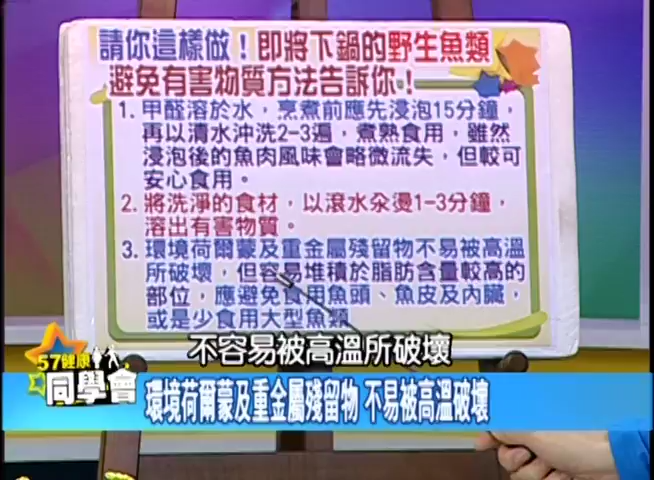 請你這樣做！即將下鍋的野生魚類
避免有害物質方法告訴你！
1. 甲醛溶於水，烹煮前應先浸泡15分鐘，
再以清水沖洗2-3遍，煮熟食用，雖然
浸泡後的魚肉風味會略微流失，但較可
安心食用。
2. 將洗淨的食材，以滾水汆燙1-3分鐘，
溶出有害物質。
3. 環境荷爾蒙及重金屬殘留物不易被高溫
所破壞，但容易堆積於脂肪含量較高的
部位，應避免食用魚頭、魚皮及內臟，
或是少食用大型魚類
不容易被高溫所破壞
57健康
同學會
環境荷爾蒙及重金屬殘留物 不易被高溫破壞